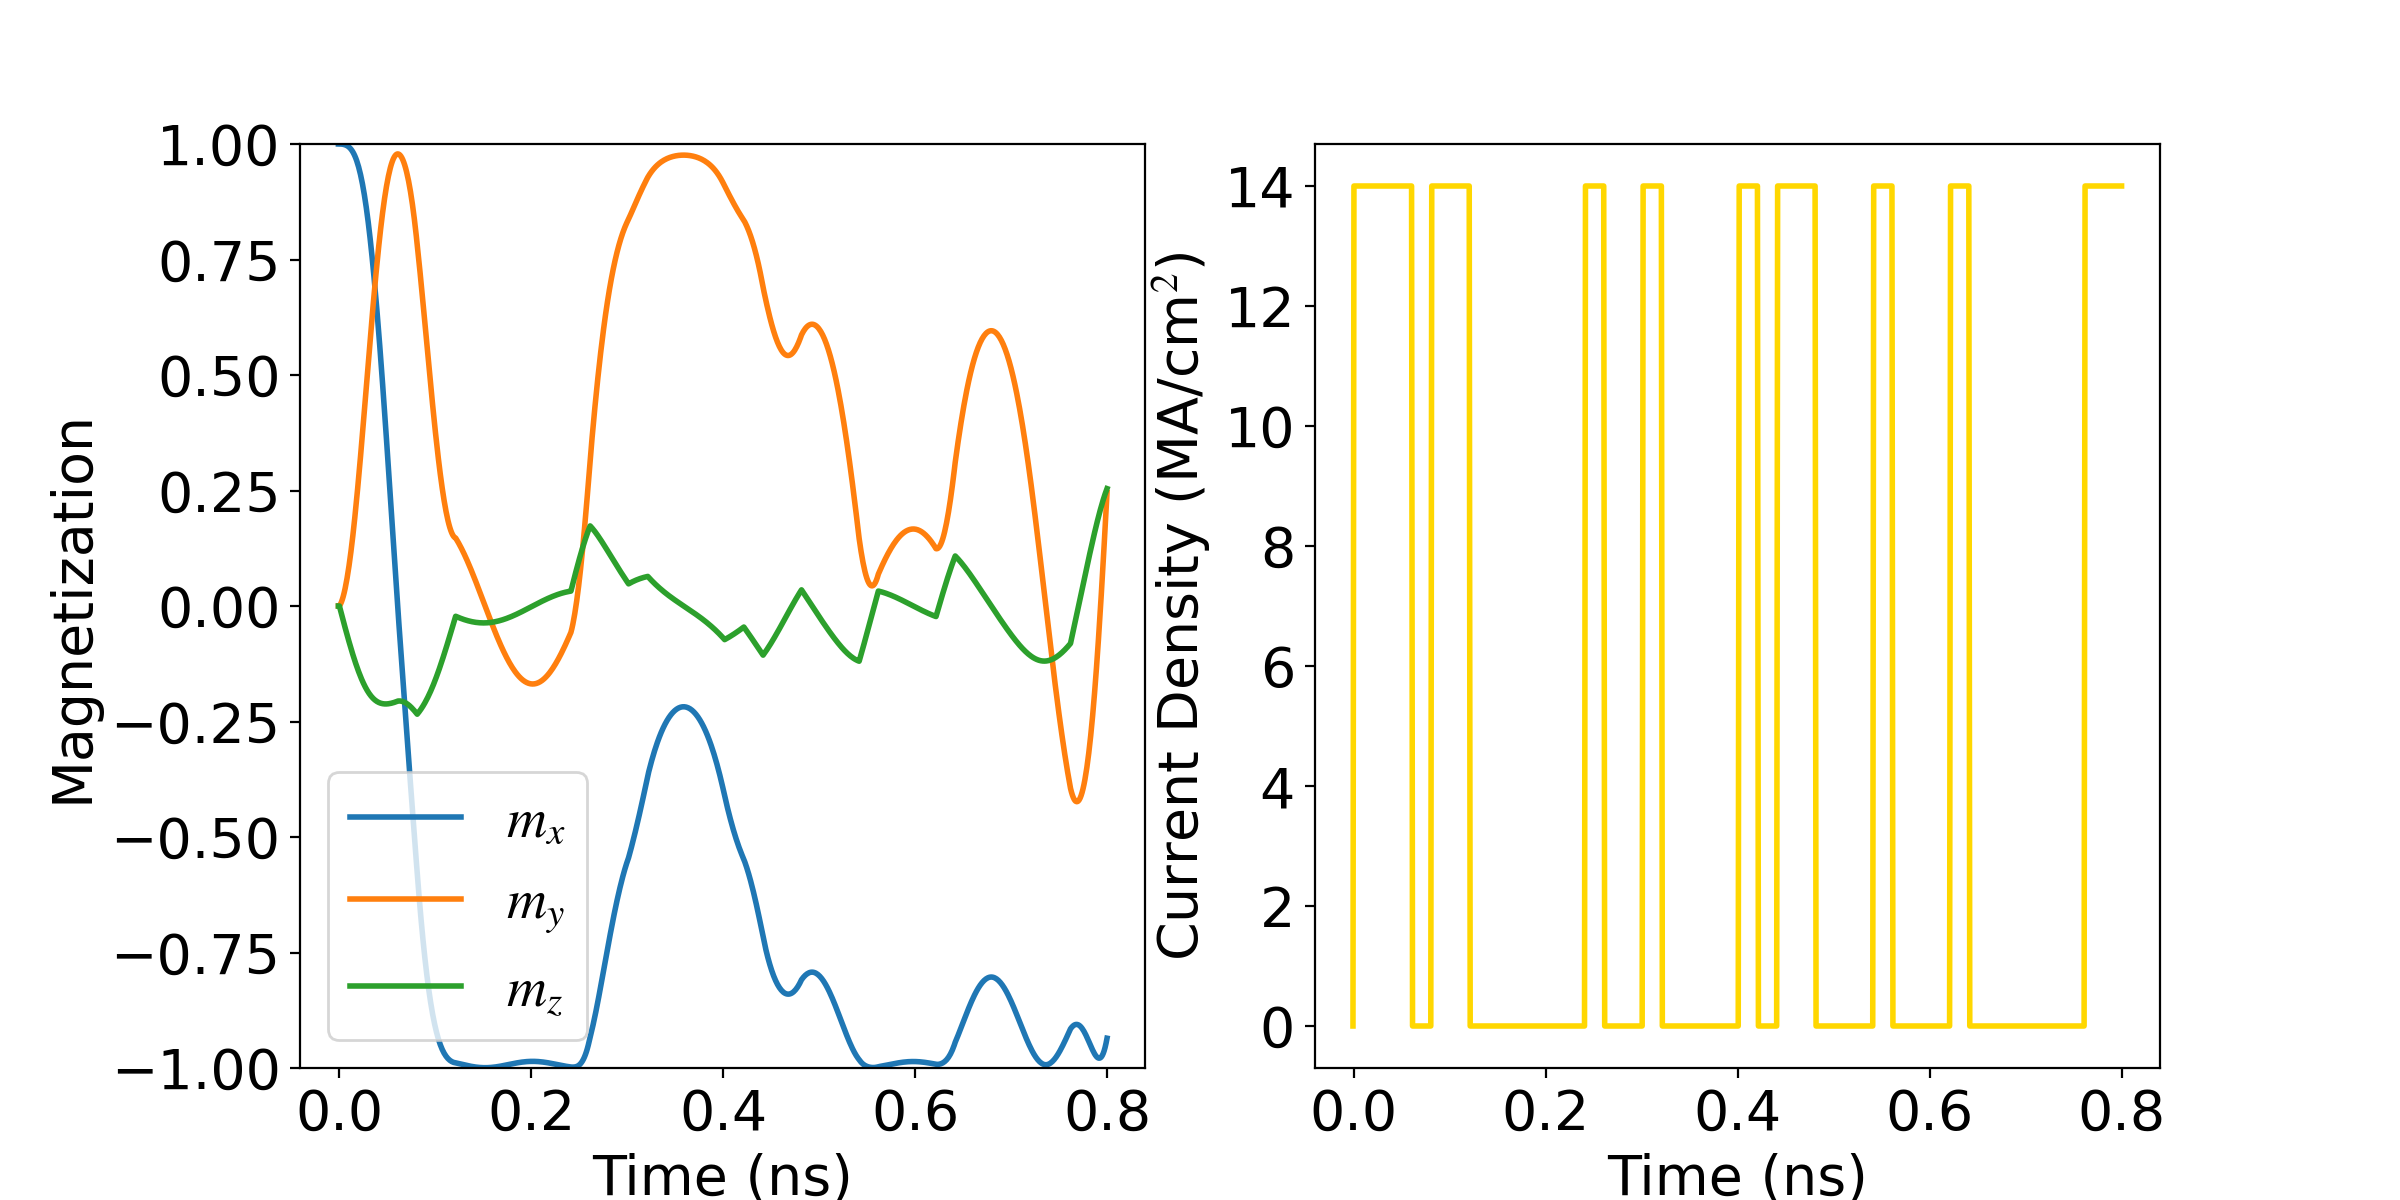 Magnetization
1.00
0.75
0.50
0.25
0.00
−0.25
−0.50
−0.75
−1.00
m_x
m_y
m_z
0.0 0.2 0.4 0.6 0.8
Time (ns)
Current Density (MA/cm²)
14
12
10
8
6
4
2
0
0.0 0.2 0.4 0.6 0.8
Time (ns)